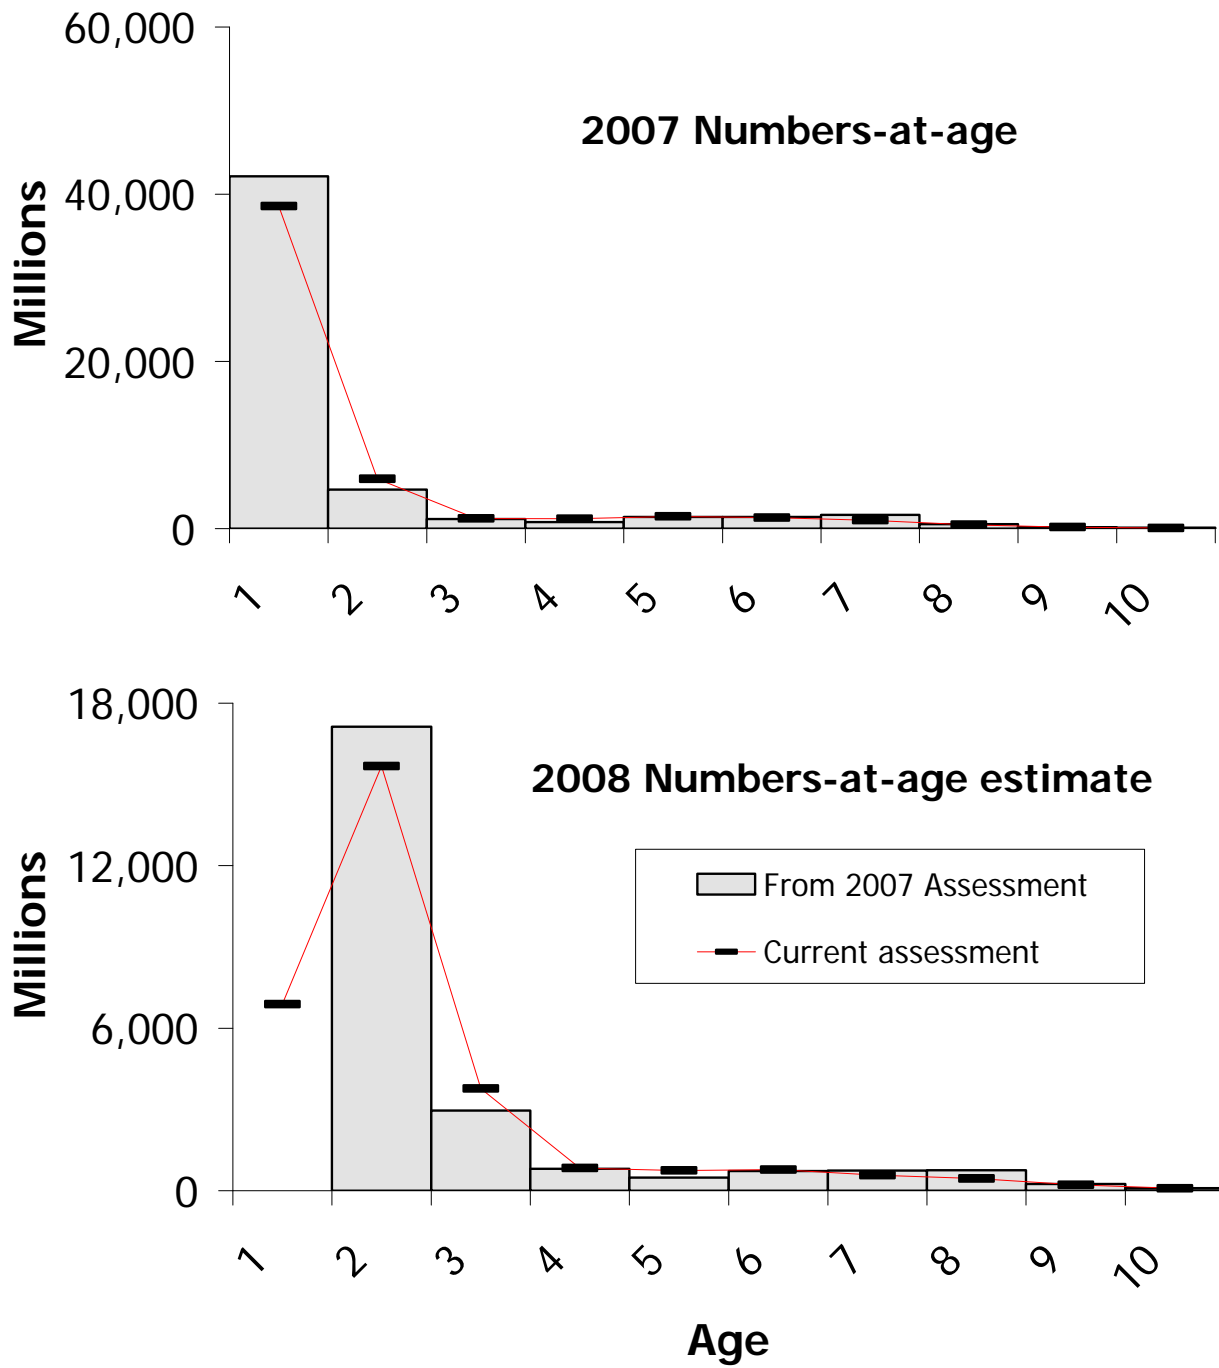 60,000
2007 Numbers-at-age
40,000
Millions
20,000
0
1 2 3 4 5 6 7 8 9 10
18,000
2008 Numbers-at-age estimate
12,000
From 2007 Assessment
Millions
Current assessment
6,000
0
1 2 3 4 5 6 7 8 9 10
Age